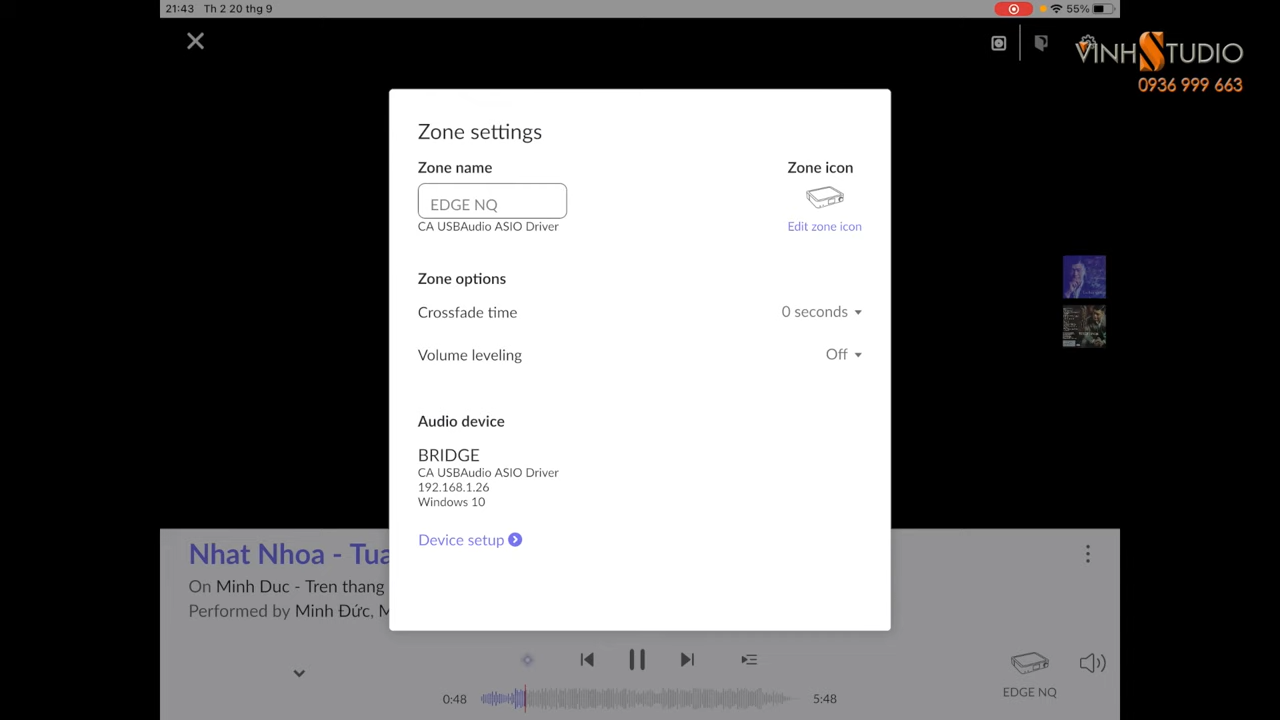 21:43 Th 2 20 thg 9
55%
VINHSTUDIO
0936 999 663
Zone settings
Zone name
Zone icon
EDGE NQ
CA USBAudio ASIO Driver
Edit zone icon
Zone options
Crossfade time
0 seconds
Volume leveling
Off
Audio device
BRIDGE
CA USBAudio ASIO Driver
192.168.1.26
Windows 10
Device setup
Nhat Nhoa - Tua
On Minh Duc - Tren thang
Performed by Minh Đức, M
EDGE NQ
0:48
5:48